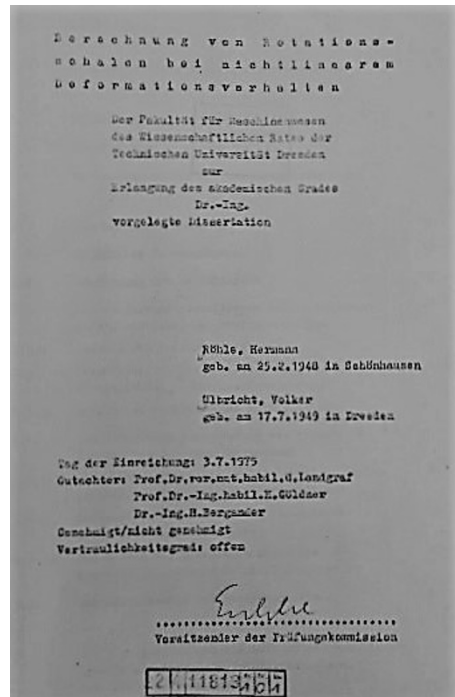 Berechnung von Rotations-
schalen bei nichtlinearem
Deformationsverhalten
Der Fakultät für Maschinenwesen
des Wissenschaftlichen Rates der
Technischen Universität Dresden
zur
Erlangung des akademischen Grades
Dr.-Ing.
vorgelegte Dissertation
Röhle, Hermann
geb. am 25.2.1948 in Schönhausen
Ulbricht, Volker
geb. am 17.7.1949 in Dresden
Tag der Einreichung: 3.7.1975
Gutachter: Prof.Dr.rer.nat.habil.G.Landgraf
Prof.Dr.-Ing.habil.H.Göldner
Dr.-Ing.H.Bergander
Genehmigt/nicht genehmigt
Vertraulichkeitsgrad: offen
Vorsitzender der Prüfungskommission